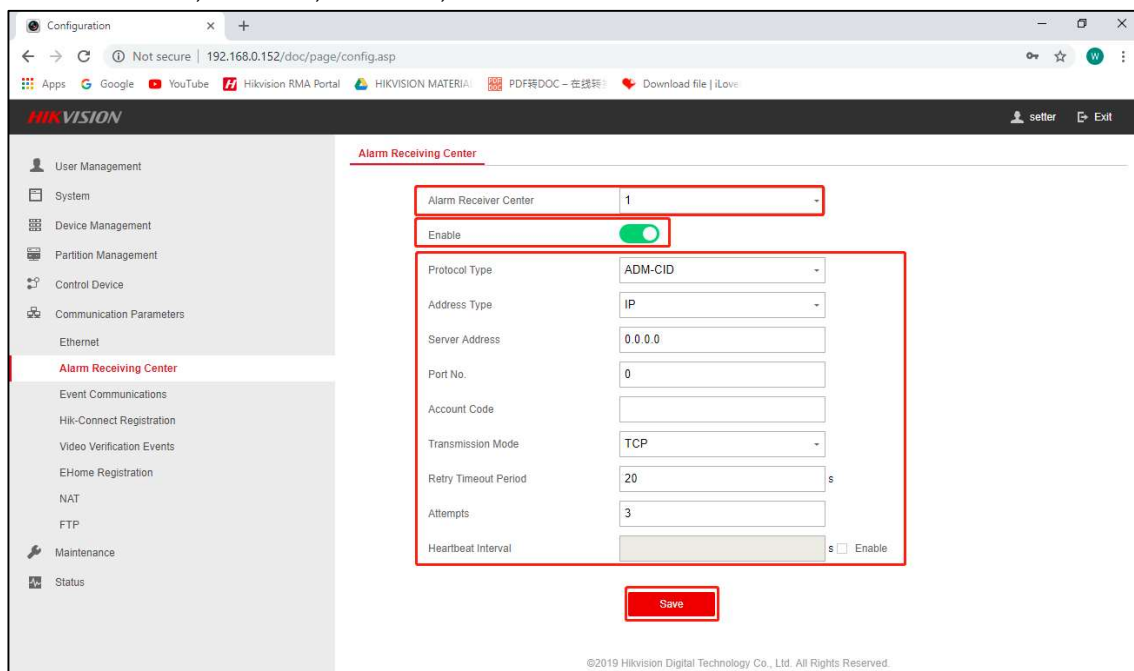 Configuration
Not secure | 192.168.0.152/doc/page/config.asp
W
Apps Google YouTube Hikvision RMA Portal HIKVISION MATERIA PDF转DOC – 在线转 Download file | iLove
HIKVISION setter Exit
Alarm Receiving Center
User Management
System
Device Management
Partition Management
Control Device
Communication Parameters
Ethernet
Alarm Receiving Center
Event Communications
Hik-Connect Registration
Video Verification Events
EHome Registration
NAT
FTP
Maintenance
Status
Alarm Receiver Center 1
Enable
Protocol Type ADM-CID
Address Type IP
Server Address 0.0.0.0
Port No. 0
Account Code
Transmission Mode TCP
Retry Timeout Period 20 s
Attempts 3
Heartbeat Interval s Enable
Save
©2019 Hikvision Digital Technology Co., Ltd. All Rights Reserved.